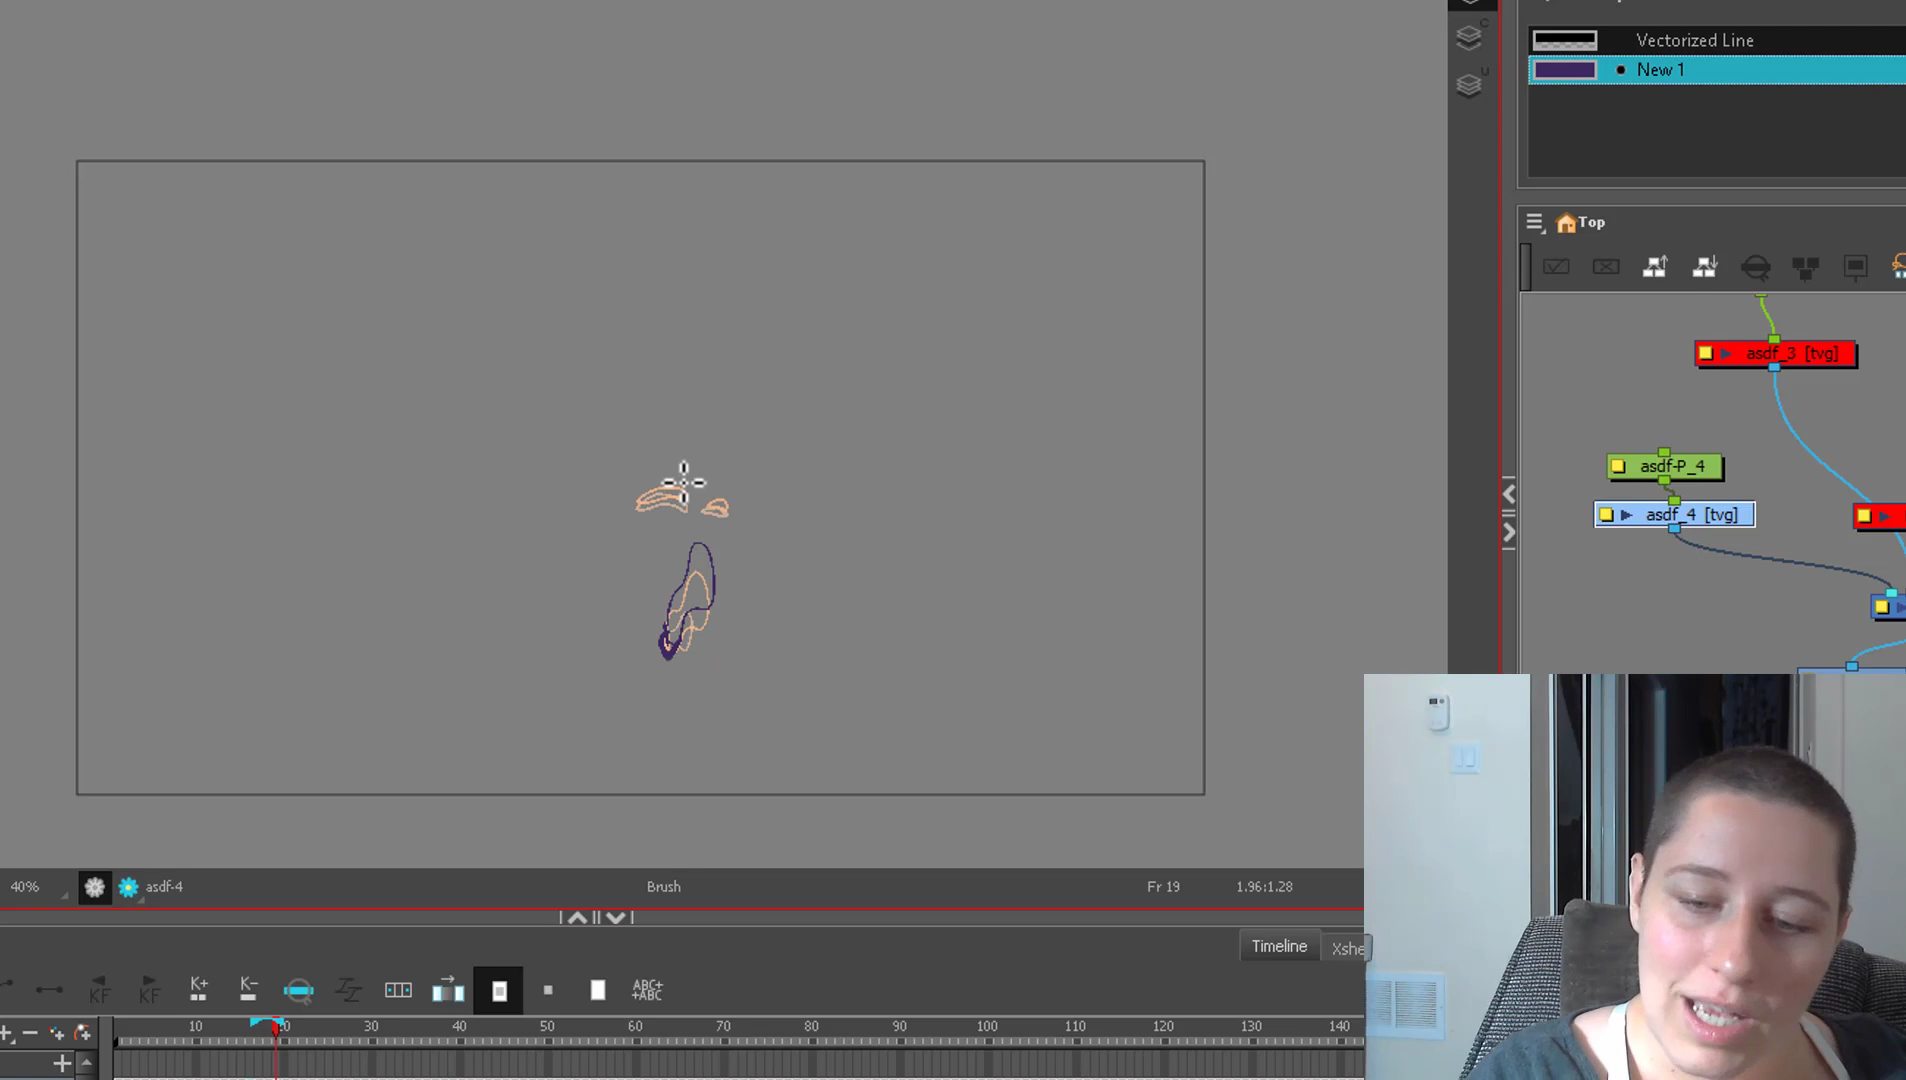 C
Vectorized Line
New 1
U
Top
asdf_3 [tvg]
asdf-P_4
asdf_4 [tvg]
40%
asdf-4
Brush
Fr 19
1.96:1.28
Timeline
Xshe
KF
KF
K+
K-
ABC+
+ABC
10
20
30
40
50
60
70
80
90
100
110
120
130
140